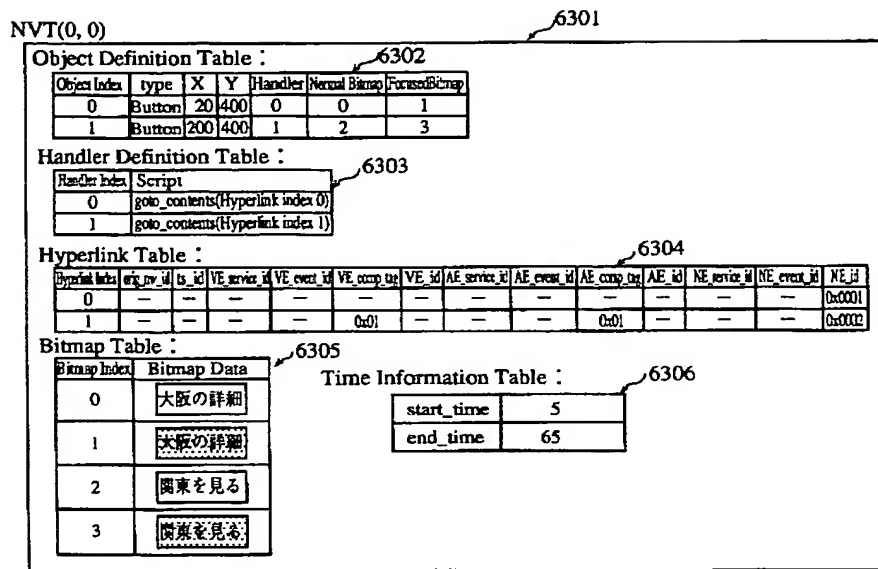 6301
NVT(0, 0)
Object Definition Table : 6302
Object Index type X Y Handler Normal Bitmap FocusedBitmap
0 Button 20 400 0 0 1
1 Button 200 400 1 2 3
Handler Definition Table : 6303
Handler Index Script
0 goto_contents(Hyperlink index 0)
1 goto_contents(Hyperlink index 1)
Hyperlink Table : 6304
Hyperlink Index orig_nw_id ts_id VE_service_id VE_event_id VE_comp_tag VE_id AE_service_id AE_event_id AE_comp_tag AE_id NE_service_id NE_event_id NE_id
0 — — — — — — — — — — — — 0x0001
1 — — — — 0x01 — — — 0x01 — — — 0x0002
Bitmap Table : 6305
Bitmap Index Bitmap Data
0 大阪の詳細
1 大阪の詳細
2 関東を見る
3 関東を見る
Time Information Table : 6306
start_time 5
end_time 65